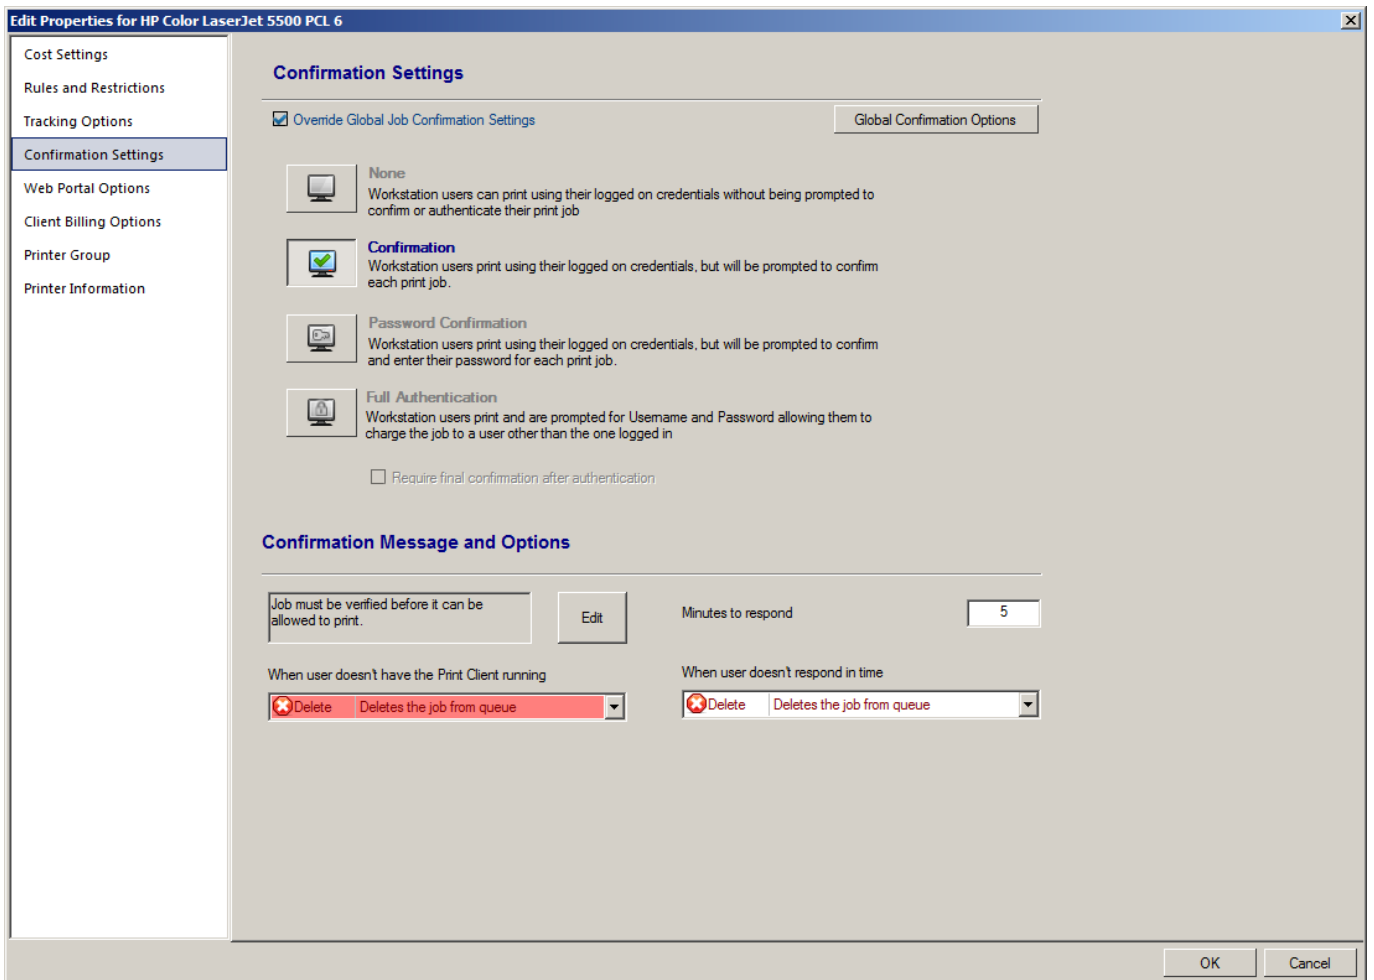 Edit Properties for HP Color LaserJet 5500 PCL 6
Cost Settings
Rules and Restrictions
Tracking Options
Confirmation Settings
Web Portal Options
Client Billing Options
Printer Group
Printer Information
Confirmation Settings
Override Global Job Confirmation Settings
Global Confirmation Options
None
Workstation users can print using their logged on credentials without being prompted to
confirm or authenticate their print job
Confirmation
Workstation users print using their logged on credentials, but will be prompted to confirm
each print job.
Password Confirmation
Workstation users print using their logged on credentials, but will be prompted to confirm
and enter their password for each print job.
Full Authentication
Workstation users print and are prompted for Username and Password allowing them to
charge the job to a user other than the one logged in
Require final confirmation after authentication
Confirmation Message and Options
Job must be verified before it can be
allowed to print.
Edit
Minutes to respond
5
When user doesn't have the Print Client running
Delete Deletes the job from queue
When user doesn't respond in time
Delete Deletes the job from queue
OK
Cancel